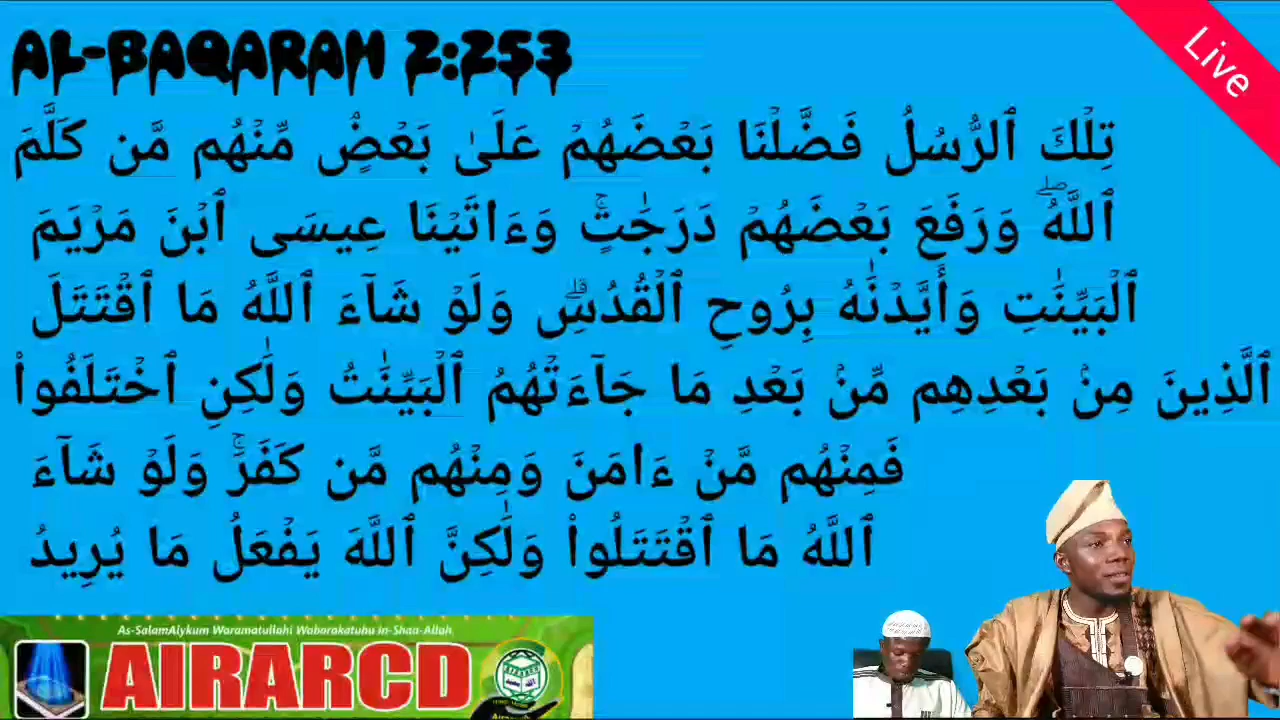 AL-BAQARAH 2:253
Live
تِلۡكَ ٱلرُّسُلُ فَضَّلۡنَا بَعۡضَهُمۡ عَلَىٰ بَعۡضٖۘ مِّنۡهُم مَّن كَلَّمَ
ٱللَّهُۖ وَرَفَعَ بَعۡضَهُمۡ دَرَجَٰتٖۚ وَءَاتَيۡنَا عِيسَى ٱبۡنَ مَرۡيَمَ
ٱلۡبَيِّنَٰتِ وَأَيَّدۡنَٰهُ بِرُوحِ ٱلۡقُدُسِۗ وَلَوۡ شَآءَ ٱللَّهُ مَا ٱقۡتَتَلَ
ٱلَّذِينَ مِنۢ بَعۡدِهِم مِّنۢ بَعۡدِ مَا جَآءَتۡهُمُ ٱلۡبَيِّنَٰتُ وَلَٰكِنِ ٱخۡتَلَفُواْ
فَمِنۡهُم مَّنۡ ءَامَنَ وَمِنۡهُم مَّن كَفَرَۚ وَلَوۡ شَآءَ
ٱللَّهُ مَا ٱقۡتَتَلُواْ وَلَٰكِنَّ ٱللَّهَ يَفۡعَلُ مَا يُرِيدُ
As-SalamAlykum Waramatullahi Wabarakatuhu in-Shaa-Allah
AIRARCD